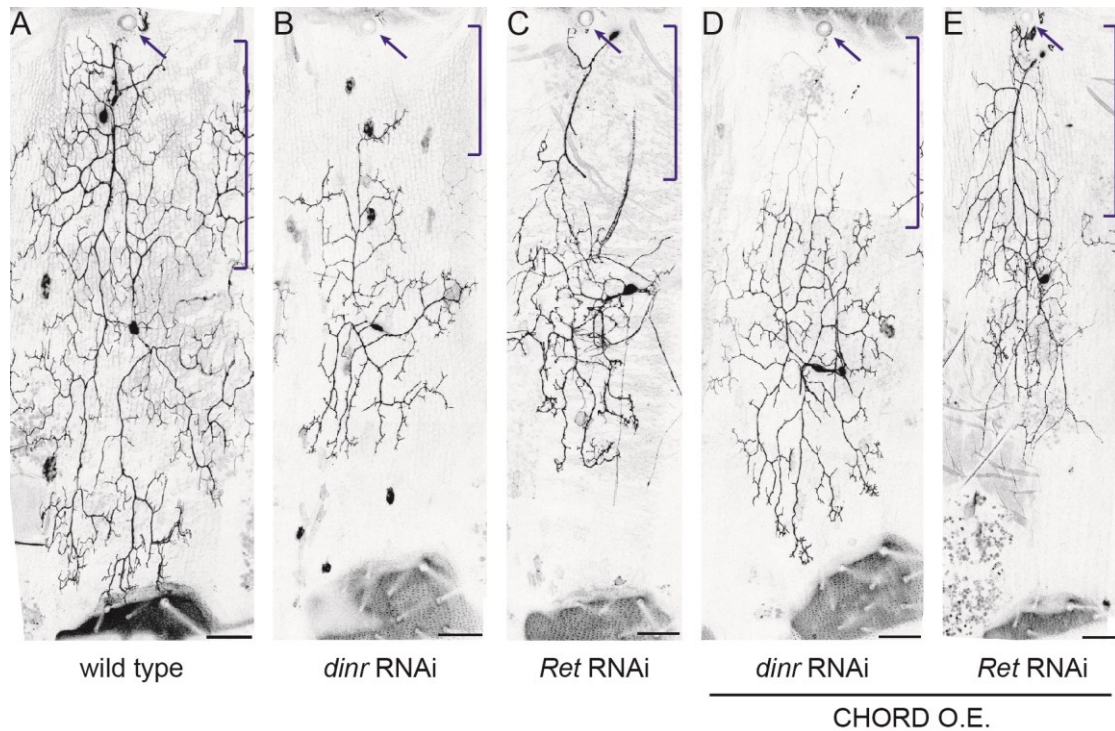 A B C D E
wild type dinr RNAi Ret RNAi dinr RNAi Ret RNAi
CHORD O.E.